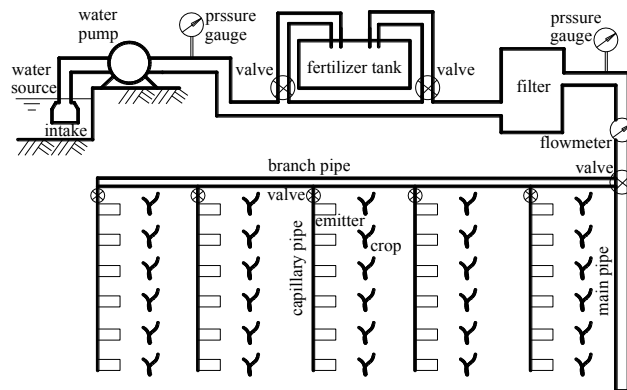 water
pump
prssure
gauge
prssure
gauge
water
source
valve
fertilizer tank
valve
filter
intake
flowmeter
branch pipe
valve
valve
emitter
crop
capillary pipe
main pipe